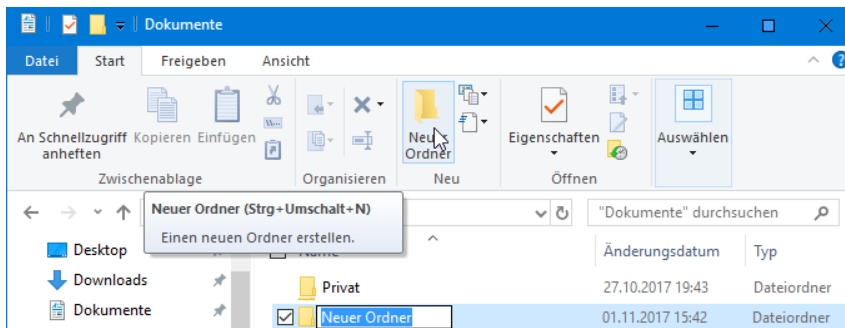 Dokumente
Datei Start Freigeben Ansicht
An Schnellzugriff anheften
Kopieren
Einfügen
Neuer Ordner
Eigenschaften
Auswählen
Zwischenablage Organisieren Neu Öffnen
Neuer Ordner (Strg+Umschalt+N)
Einen neuen Ordner erstellen.
"Dokumente" durchsuchen
Desktop
Name Änderungsdatum Typ
Downloads
Privat 27.10.2017 19:43 Dateiordner
Dokumente
Neuer Ordner 01.11.2017 15:42 Dateiordner